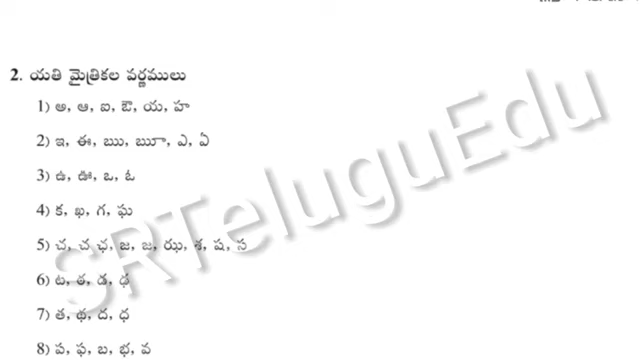 2. యతి మైత్రికల వర్ణములు
1) అ, ఆ, ఐ, ఔ, య, హ
2) ఇ, ఈ, ఋ, ౠ, ఎ, ఏ
3) ఉ, ఊ, ఒ, ఓ
4) క, ఖ, గ, ఘ
5) చ, చ ఛ, జ, జ, ఝ, శ, ష, స
6) ట, ఠ, డ, ఢ
7) త, థ, ద, ధ
8) ప, ఫ, బ, భ, వ
SRTeluguEdu